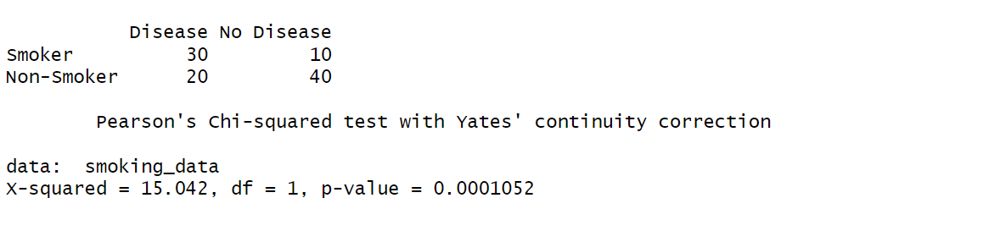 Disease No Disease
Smoker 30 10
Non-Smoker 20 40
Pearson's Chi-squared test with Yates' continuity correction
data: smoking_data
X-squared = 15.042, df = 1, p-value = 0.0001052